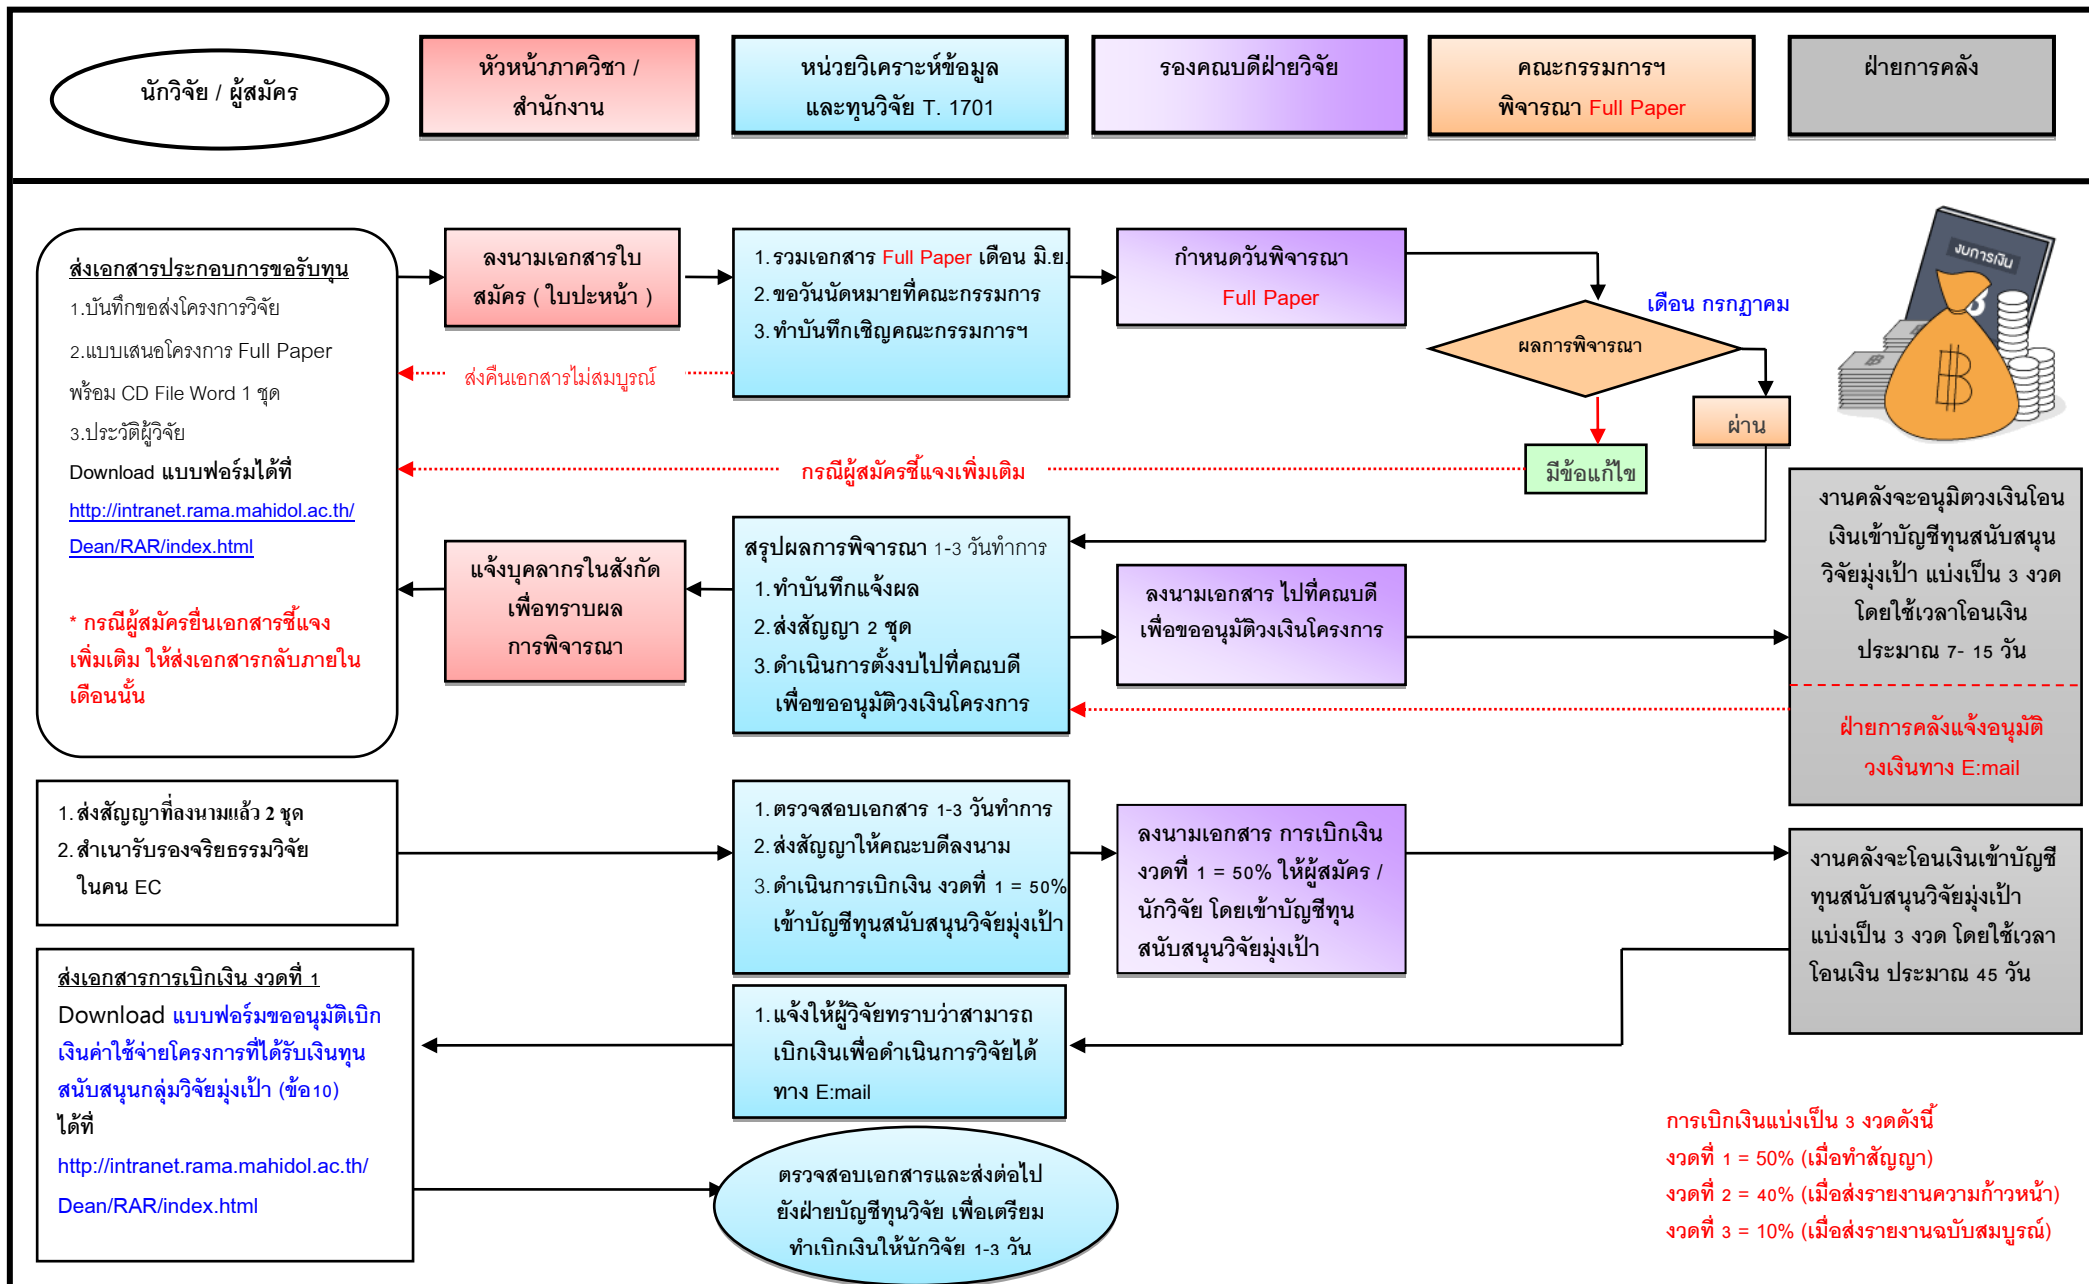 นักวิจัย / ผู้สมัคร
หัวหน้าภาควิชา /
สำนักงาน
หน่วยวิเคราะห์ข้อมูล
และทุนวิจัย T. 1701
รองคณบดีฝ่ายวิจัย
คณะกรรมการฯ
พิจารณา Full Paper
ฝ่ายการคลัง
ส่งเอกสารประกอบการขอรับทุน
1.บันทึกขอส่งโครงการวิจัย
2.แบบเสนอโครงการ Full Paper
พร้อม CD File Word 1 ชุด
3.ประวัติผู้วิจัย
Download แบบฟอร์มได้ที่
http://intranet.rama.mahidol.ac.th/
Dean/RAR/index.html
* กรณีผู้สมัครยื่นเอกสารชี้แจง
เพิ่มเติม ให้ส่งเอกสารกลับภายใน
เดือนนั้น
ลงนามเอกสารใบ
สมัคร ( ใบปะหน้า )
1. รวมเอกสาร Full Paper เดือน มิ.ย.
2. ขอวันนัดหมายที่คณะกรรมการ
3. ทำบันทึกเชิญคณะกรรมการฯ
กำหนดวันพิจารณา
Full Paper
เดือน กรกฎาคม
ผลการพิจารณา
งบการเงิน
ส่งคืนเอกสารไม่สมบูรณ์
ผ่าน
มีข้อแก้ไข
กรณีผู้สมัครชี้แจงเพิ่มเติม
แจ้งบุคลากรในสังกัด
เพื่อทราบผล
การพิจารณา
สรุปผลการพิจารณา 1-3 วันทำการ
1. ทำบันทึกแจ้งผล
2. ส่งสัญญา 2 ชุด
3. ดำเนินการตั้งงบไปที่คณบดี
เพื่อขออนุมัติวงเงินโครงการ
ลงนามเอกสาร ไปที่คณบดี
เพื่อขออนุมัติวงเงินโครงการ
งานคลังจะอนุมิตวงเงินโอน
เงินเข้าบัญชีทุนสนับสนุน
วิจัยมุ่งเป้า แบ่งเป็น 3 งวด
โดยใช้เวลาโอนเงิน
ประมาณ 7- 15 วัน
ฝ่ายการคลังแจ้งอนุมัติ
วงเงินทาง E:mail
1. ส่งสัญญาที่ลงนามแล้ว 2 ชุด
2. สำเนารับรองจริยธรรมวิจัย
ในคน EC
1. ตรวจสอบเอกสาร 1-3 วันทำการ
2. ส่งสัญญาให้คณะบดีลงนาม
3. ดำเนินการเบิกเงิน งวดที่ 1 = 50%
เข้าบัญชีทุนสนับสนุนวิจัยมุ่งเป้า
ลงนามเอกสาร การเบิกเงิน
งวดที่ 1 = 50% ให้ผู้สมัคร /
นักวิจัย โดยเข้าบัญชีทุน
สนับสนุนวิจัยมุ่งเป้า
งานคลังจะโอนเงินเข้าบัญชี
ทุนสนับสนุนวิจัยมุ่งเป้า
แบ่งเป็น 3 งวด โดยใช้เวลา
โอนเงิน ประมาณ 45 วัน
ส่งเอกสารการเบิกเงิน งวดที่ 1
Download แบบฟอร์มขออนุมัติเบิก
เงินค่าใช้จ่ายโครงการที่ได้รับเงินทุน
สนับสนุนกลุ่มวิจัยมุ่งเป้า (ข้อ10)
ได้ที่
http://intranet.rama.mahidol.ac.th/
Dean/RAR/index.html
1. แจ้งให้ผู้วิจัยทราบว่าสามารถ
เบิกเงินเพื่อดำเนินการวิจัยได้
ทาง E:mail
ตรวจสอบเอกสารและส่งต่อไป
ยังฝ่ายบัญชีทุนวิจัย เพื่อเตรียม
ทำเบิกเงินให้นักวิจัย 1-3 วัน
การเบิกเงินแบ่งเป็น 3 งวดดังนี้
งวดที่ 1 = 50% (เมื่อทำสัญญา)
งวดที่ 2 = 40% (เมื่อส่งรายงานความก้าวหน้า)
งวดที่ 3 = 10% (เมื่อส่งรายงานฉบับสมบูรณ์)